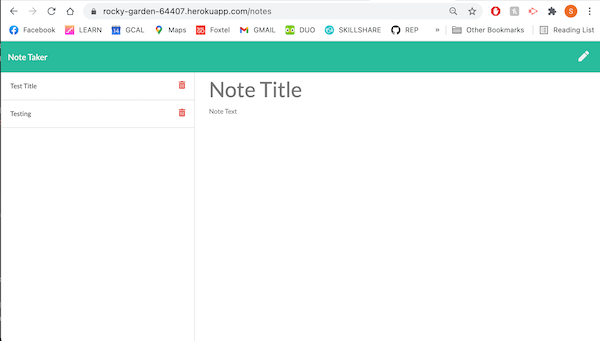 rocky-garden-64407.herokuapp.com/notes
S
Facebook LEARN GCAL Maps Foxtel GMAIL DUO SKILLSHARE REP » Other Bookmarks Reading List
Note Taker
Test Title
Note Title
Note Text
Testing